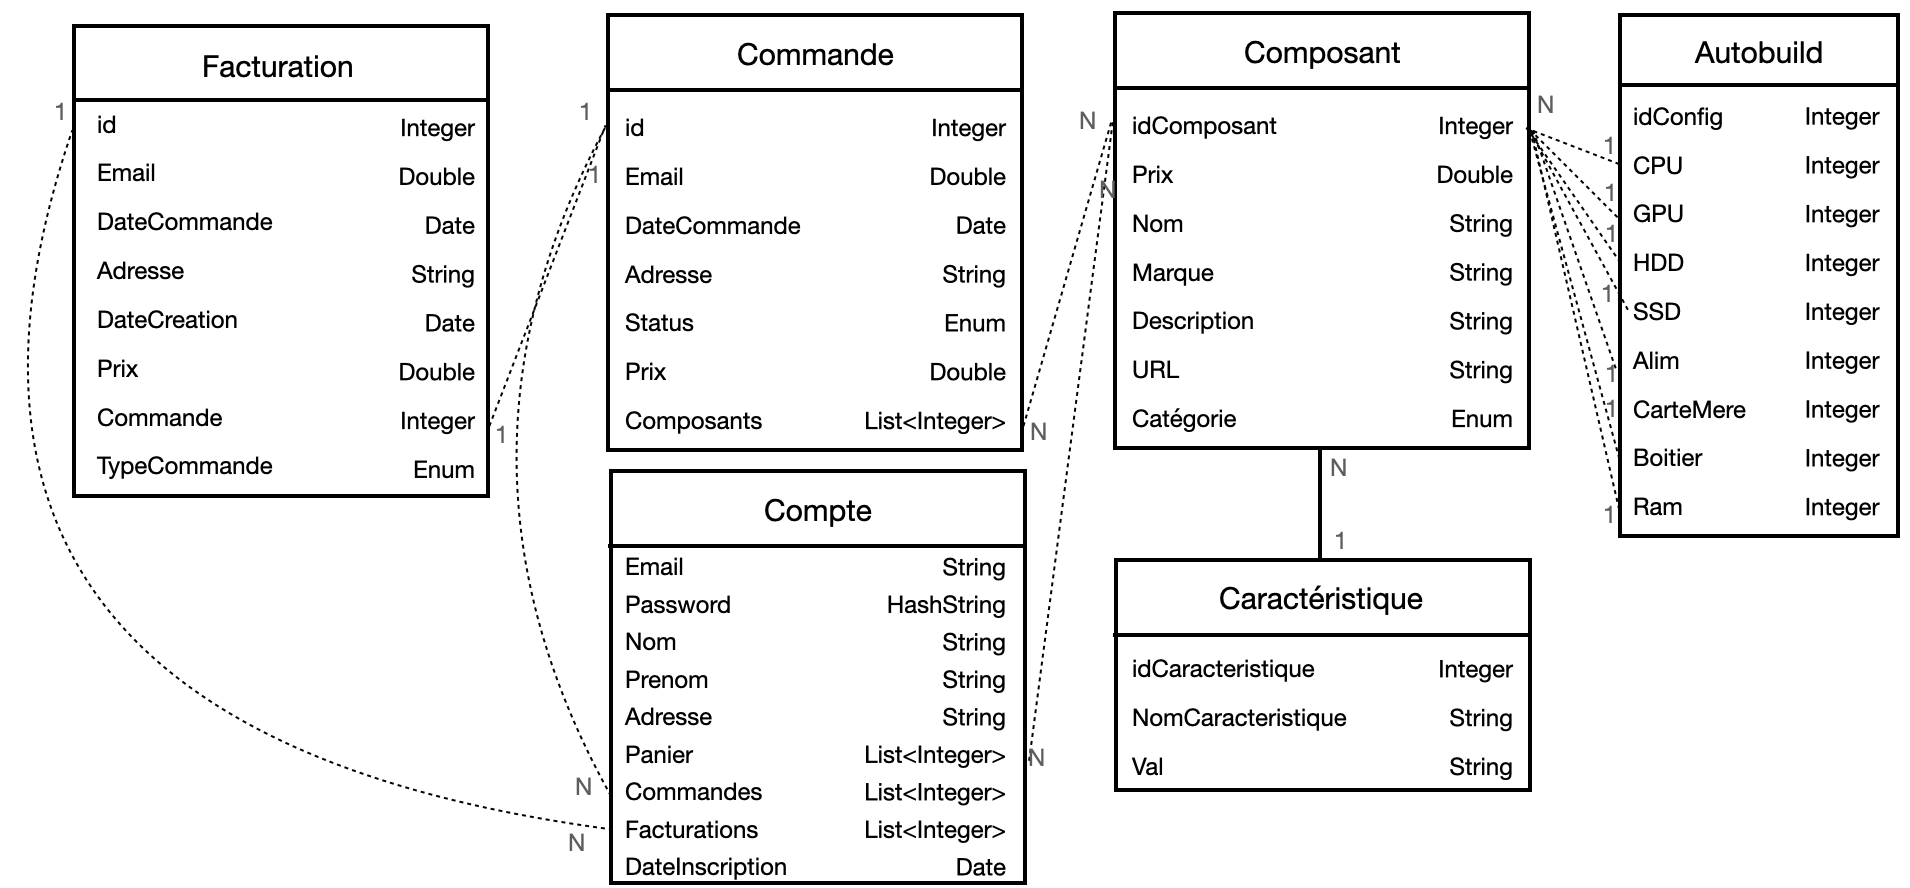 Facturation
1
id Integer
Email Double
DateCommande Date
Adresse String
DateCreation Date
Prix Double
Commande Integer
1
TypeCommande Enum
Commande
1
id Integer
1
Email Double
DateCommande Date
Adresse String
Status Enum
Prix Double
Composants List<Integer>
N
Compte
Email String
Password HashString
Nom String
Prenom String
Adresse String
Panier List<Integer>
N
N
Commandes List<Integer>
N
Facturations List<Integer>
DateInscription Date
Composant
N
idComposant Integer
N
N
Prix Double
Nom String
Marque String
Description String
URL String
Catégorie Enum
N
1
Caractéristique
idCaracteristique Integer
NomCaracteristique String
Val String
Autobuild
idConfig Integer
1
CPU Integer
1
GPU Integer
1
HDD Integer
1
SSD Integer
Alim Integer
1
CarteMere Integer
1
Boitier Integer
Ram Integer
1